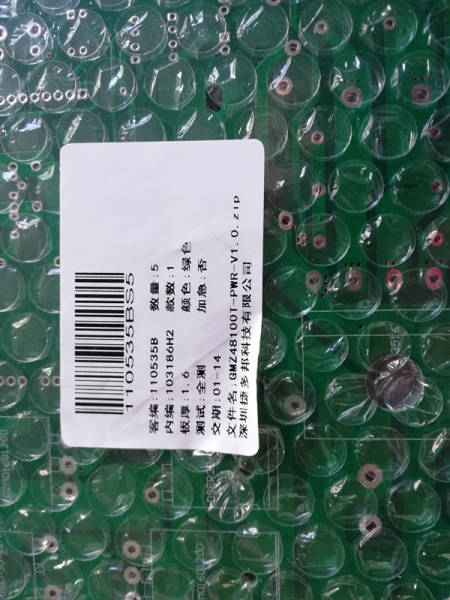 110535BS5
客编:110535B 数量:5
内编:103186H2 款数:1
板厚:1.6 颜色:绿色
测试:全测 加急:否
交期:01-14
文件名:GMZ48100T-PWR-V1.0.zip
深圳捷多邦科技有限公司